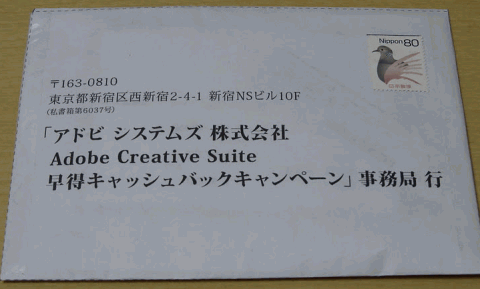 Nippon 80
日本郵便
〒163-0810
東京都新宿区西新宿2-4-1 新宿NSビル10F
(私書箱第6037号)
「アドビ システムズ 株式会社
Adobe Creative Suite
早得キャッシュバックキャンペーン」事務局 行